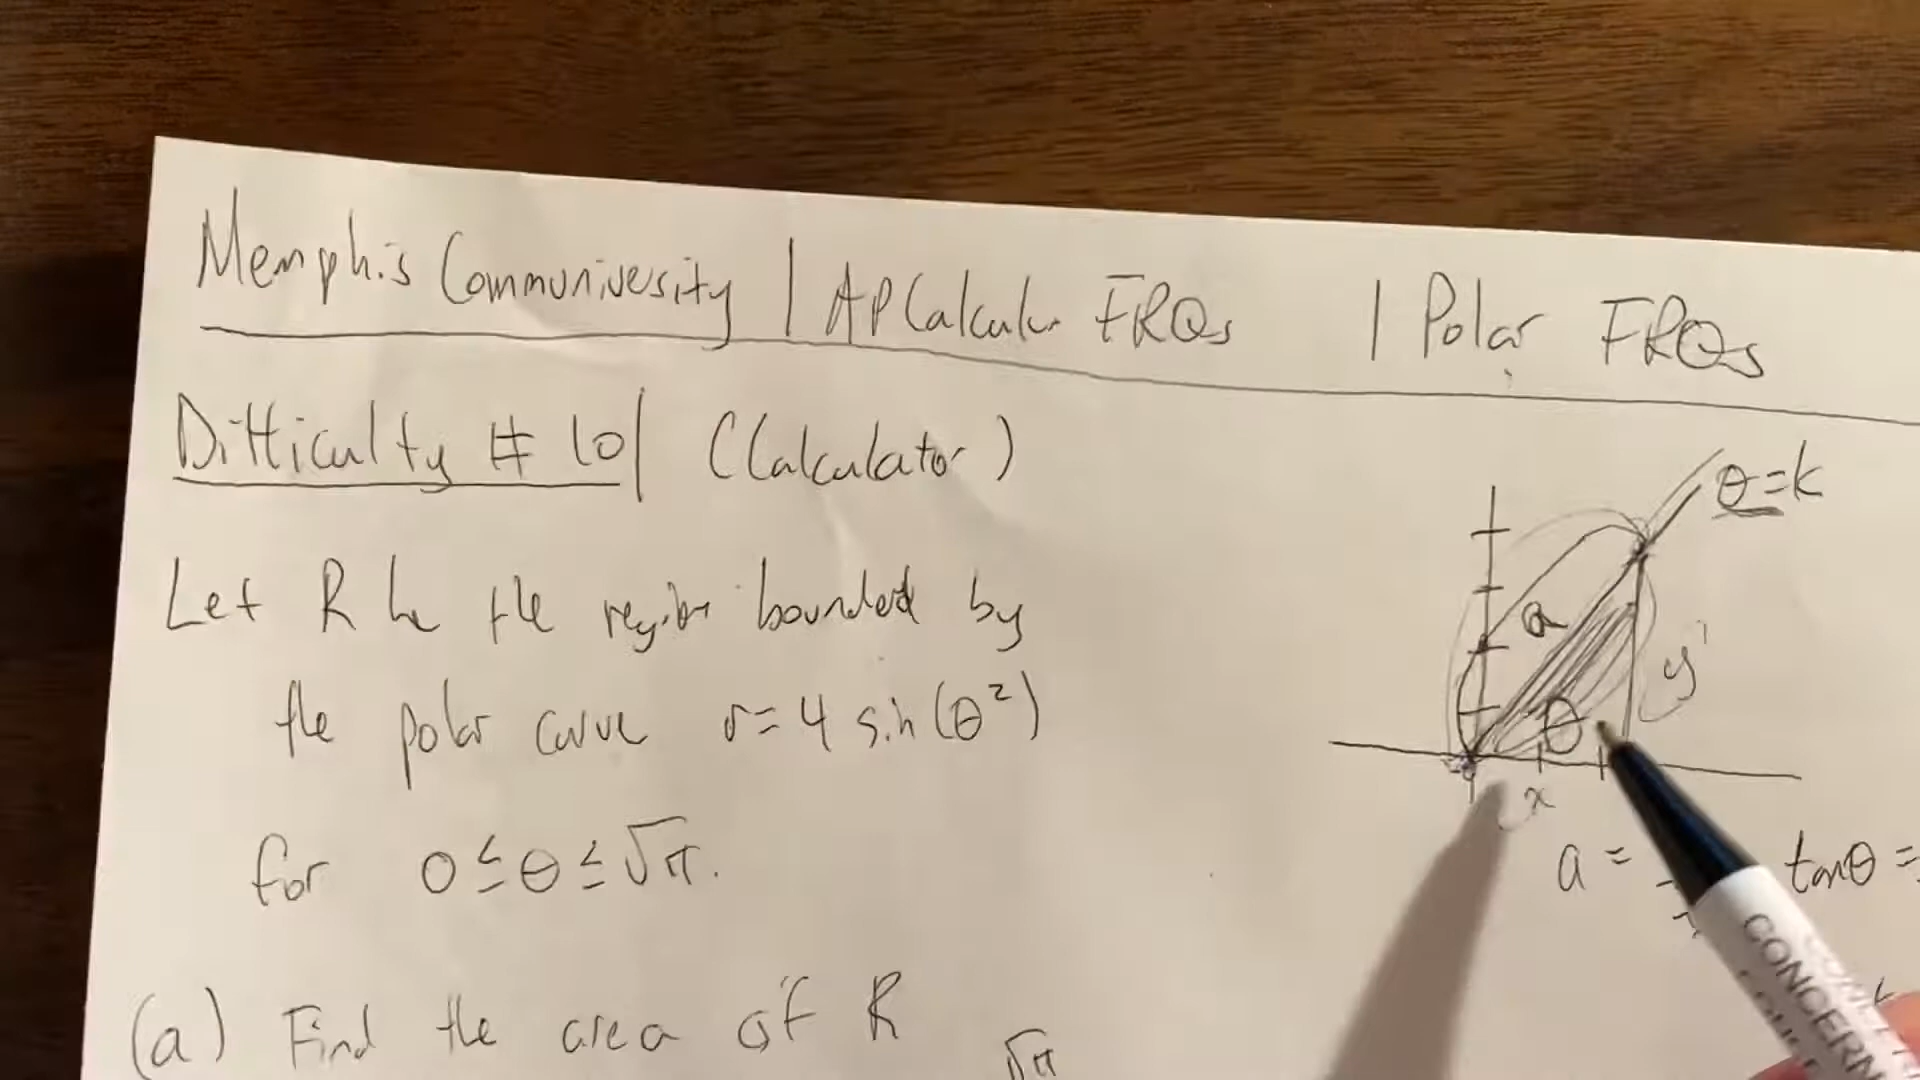 Memphis Communiversity | AP Calculus FRQs | Polar FRQs
Difficulty # 10 | (Calculator)
θ=k
Let R be the region bounded by
a
y
the polar curve r = 4 sin(θ²)
θ
x
for 0 ≤ θ ≤ √π.
a = tanθ =
CONCERN
(a) Find the area of R
√π